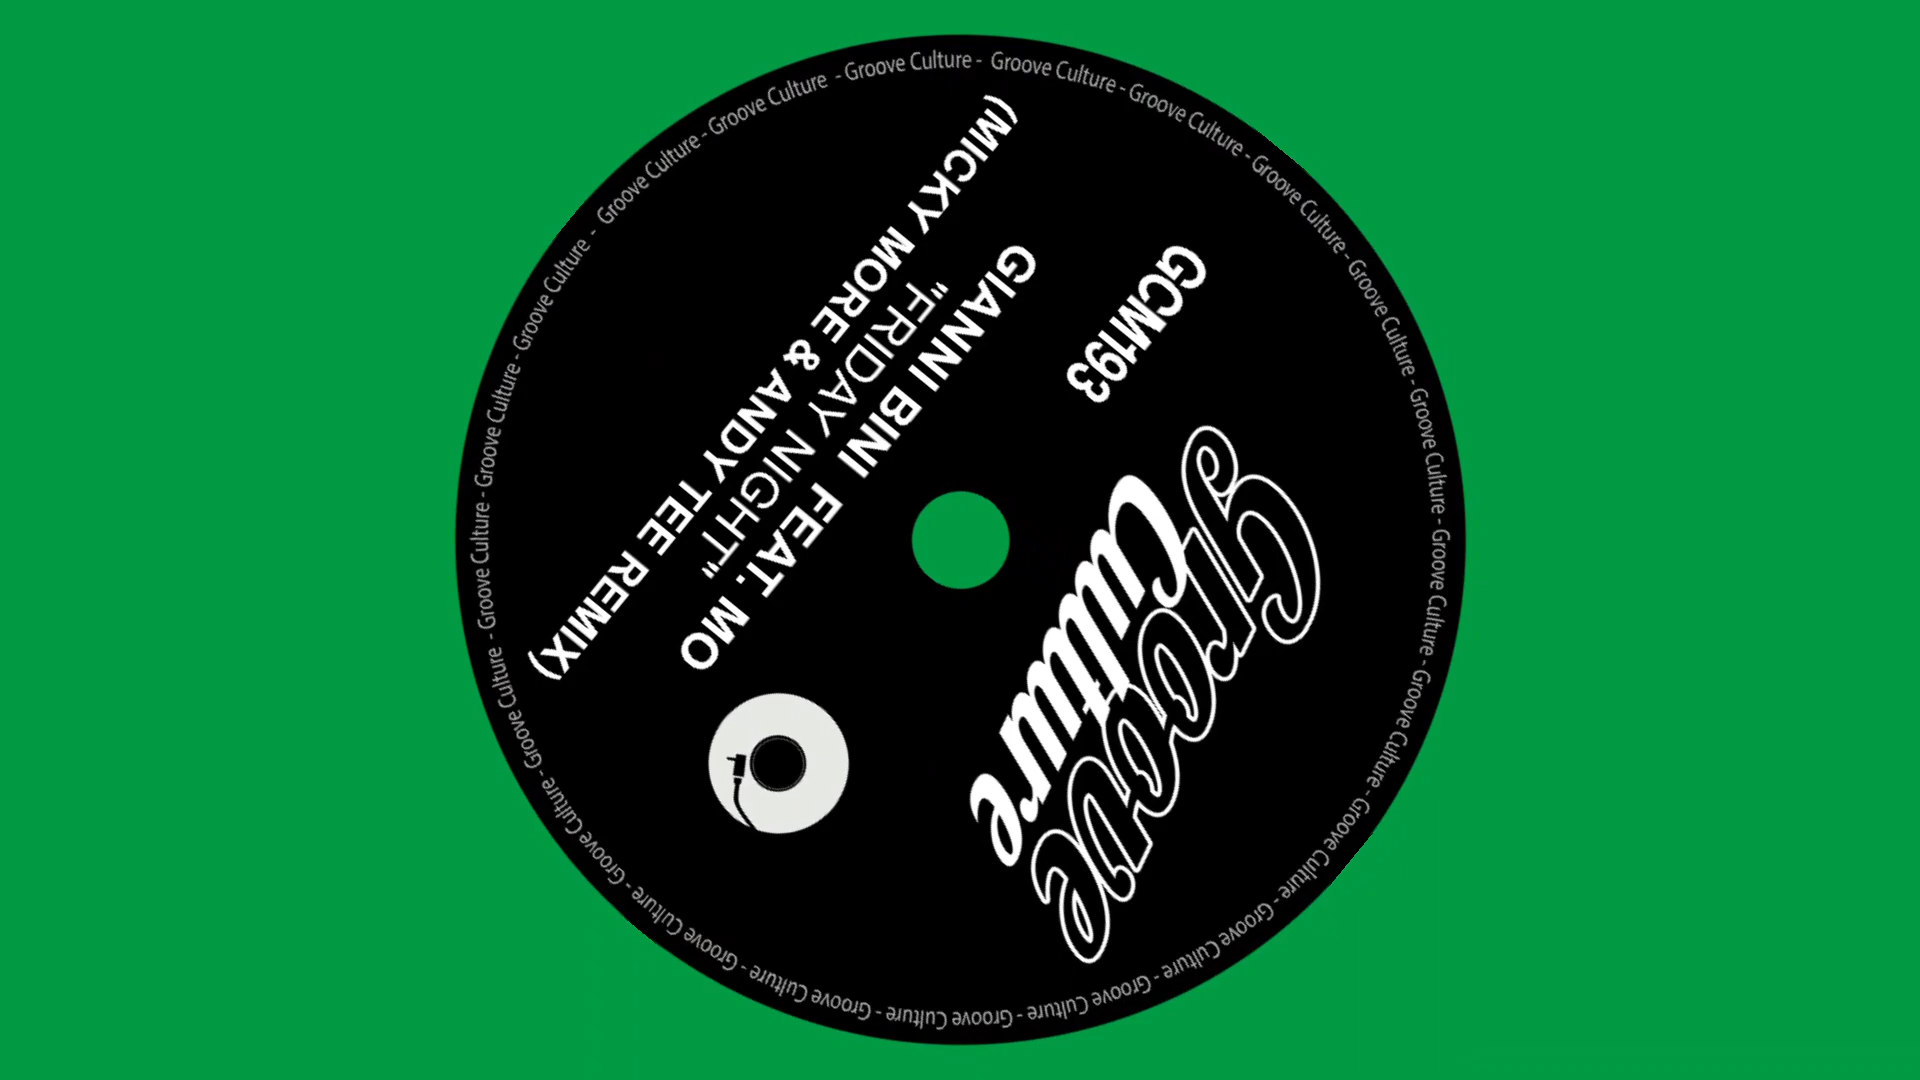 Groove
Culture
GCM193
GIANNI BINI FEAT. MO
"FRIDAY NIGHT"
(MICKY MORE & ANDY TEE REMIX)
Groove Culture - Groove Culture - Groove Culture - Groove Culture - Groove Culture - Groove Culture - Groove Culture - Groove Culture - Groove Culture - Groove Culture - Groove Culture - Groove Culture - Groove Culture - Groove Culture - Groove Culture - Groove Culture - Groove Culture - Groove Culture - Groove Culture - Groove Culture - Groove Culture -